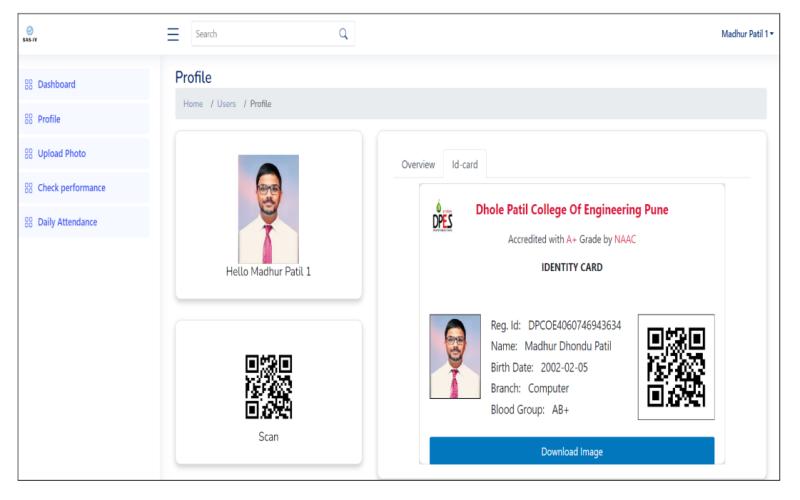 SAS-IV
Search
Madhur Patil 1
Dashboard
Profile
Upload Photo
Check performance
Daily Attendance
Profile
Home / Users / Profile
Hello Madhur Patil 1
Scan
Overview
Id-card
DPES
Dhole Patil College Of Engineering Pune
Accredited with A+ Grade by NAAC
IDENTITY CARD
Reg. Id: DPCOE4060746943634
Name: Madhur Dhondu Patil
Birth Date: 2002-02-05
Branch: Computer
Blood Group: AB+
Download Image